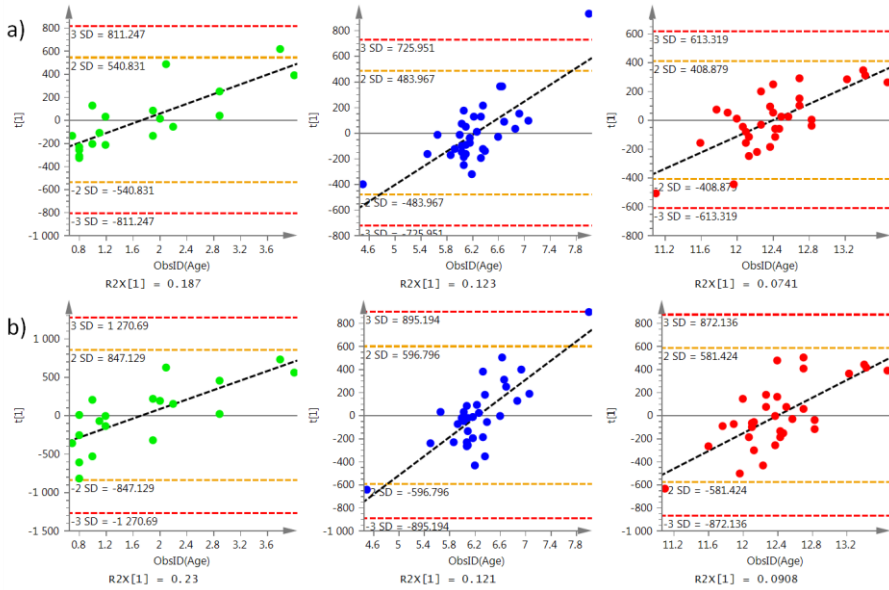 a)
t[1]
800
600
400
200
0
-200
-400
-600
-800
-1 000
3 SD = 811.247
2 SD = 540.831
-2 SD = -540.831
-3 SD = -811.247
0.8 1.2 1.6 2 2.4 2.8 3.2 3.6
ObsID(Age)
R2X[1] = 0.187
t[1]
800
600
400
200
0
-200
-400
-600
-800
3 SD = 725.951
2 SD = 483.967
-2 SD = -483.967
-3 SD = -725.951
4.6 5 5.4 5.8 6.2 6.6 7 7.4 7.8
ObsID(Age)
R2X[1] = 0.123
t[1]
600
400
200
0
-200
-400
-600
-800
3 SD = 613.319
2 SD = 408.879
-2 SD = -408.879
-3 SD = -613.319
11.2 11.6 12 12.4 12.8 13.2
ObsID(Age)
R2X[1] = 0.0741
b)
t[1]
1 000
500
0
-500
-1 000
-1 500
3 SD = 1 270.69
2 SD = 847.129
-2 SD = -847.129
-3 SD = -1 270.69
0.8 1.2 1.6 2 2.4 2.8 3.2 3.6
ObsID(Age)
R2X[1] = 0.23
t[1]
800
600
400
200
0
-200
-400
-600
-800
-1 000
3 SD = 895.194
2 SD = 596.796
-2 SD = -596.796
-3 SD = -895.194
4.6 5 5.4 5.8 6.2 6.6 7 7.4 7.8
ObsID(Age)
R2X[1] = 0.121
t[1]
800
600
400
200
0
-200
-400
-600
-800
-1 000
3 SD = 872.136
2 SD = 581.424
-2 SD = -581.424
-3 SD = -872.136
11.2 11.6 12 12.4 12.8 13.2
ObsID(Age)
R2X[1] = 0.0908